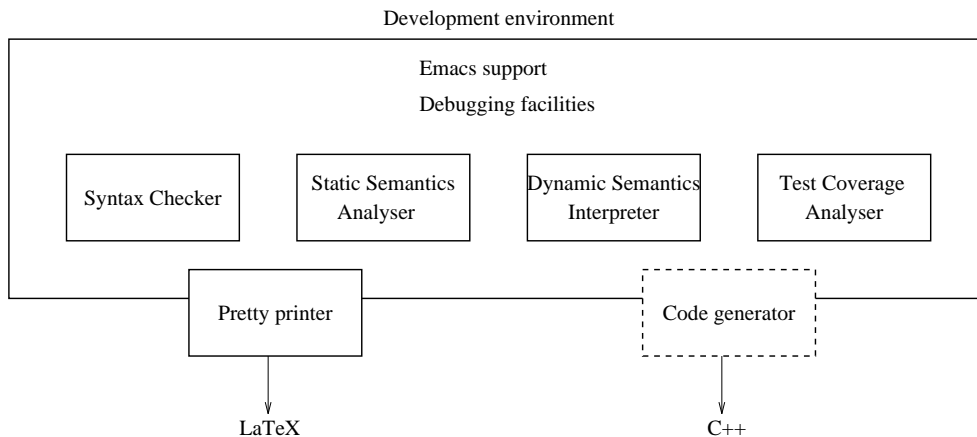 Development environment
Emacs support
Debugging facilities
Syntax Checker
Static Semantics
Analyser
Dynamic Semantics
Interpreter
Test Coverage
Analyser
Pretty printer
Code generator
LaTeX
C++